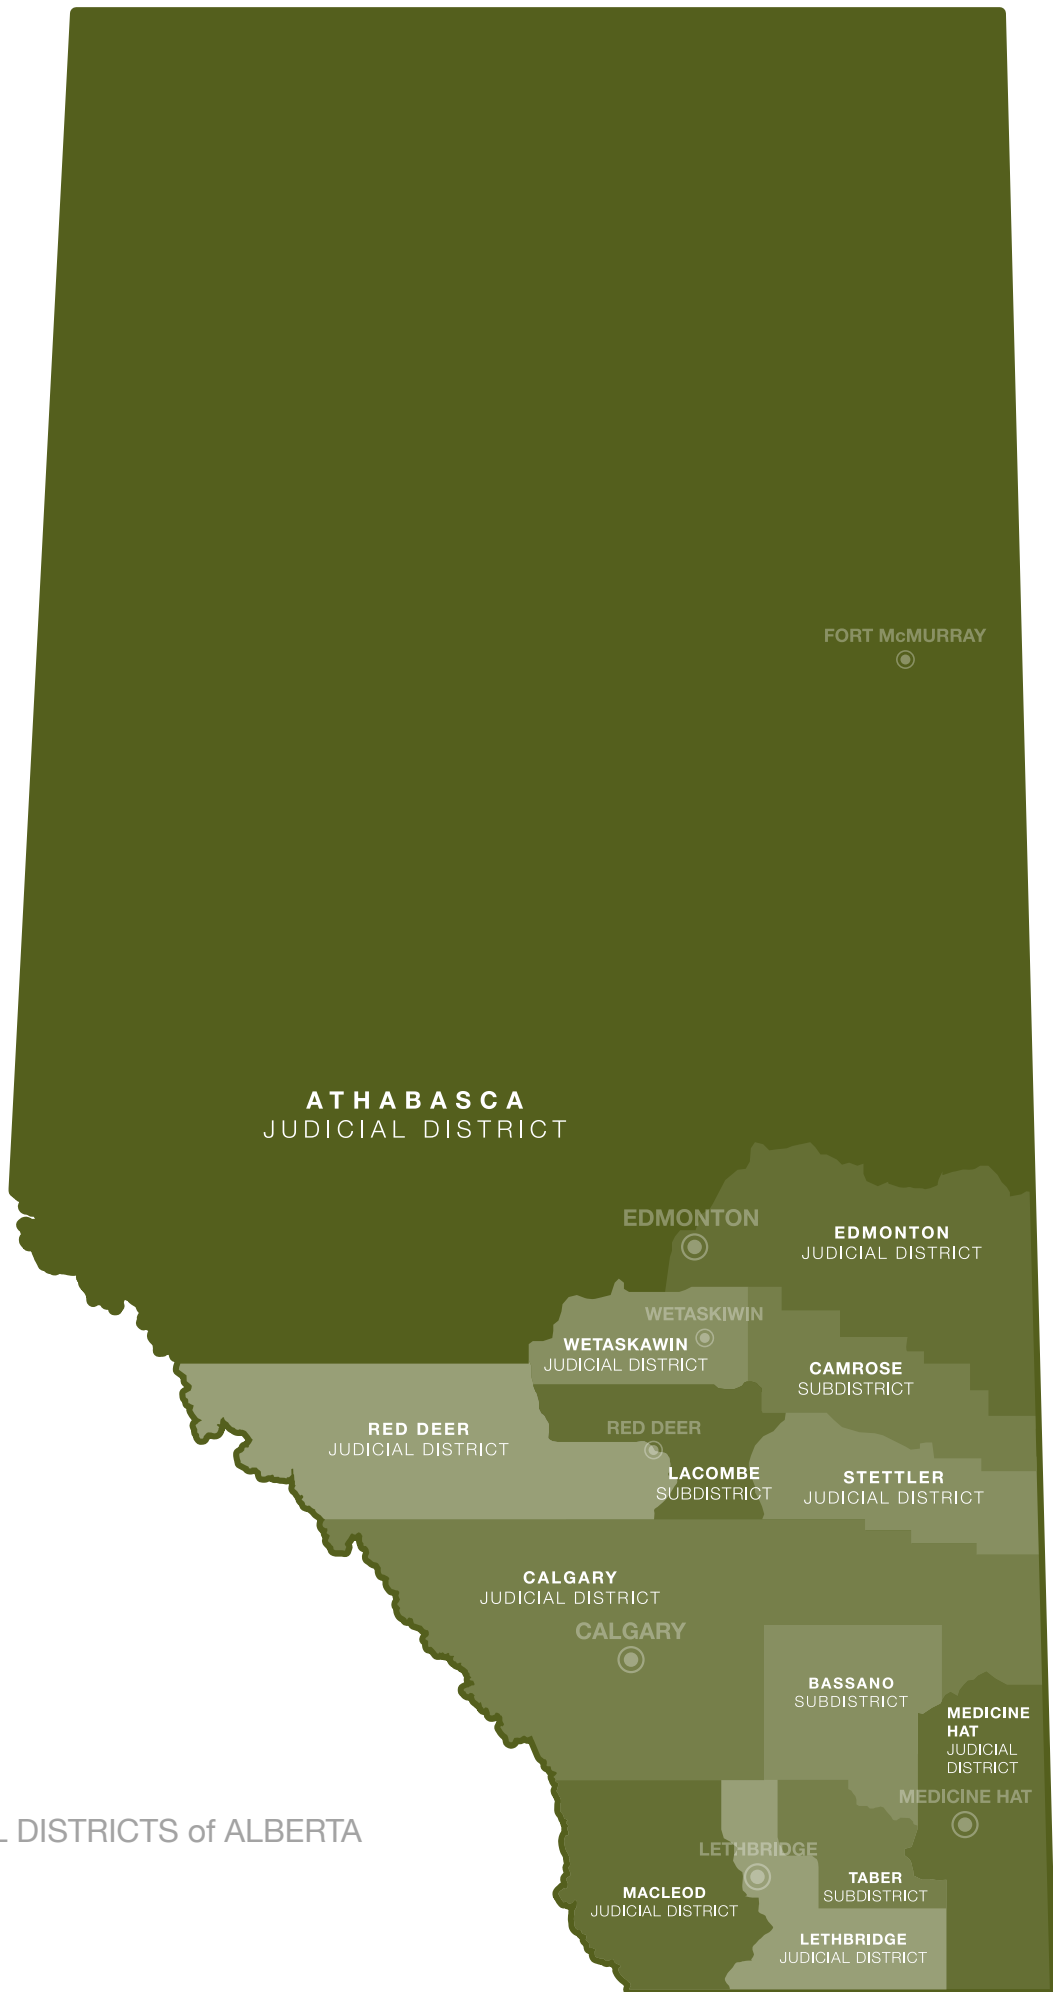 FORT McMURRAY
ATHABASCA
JUDICIAL DISTRICT
EDMONTON
EDMONTON
JUDICIAL DISTRICT
WETASKIWIN
WETASKAWIN
JUDICIAL DISTRICT
CAMROSE
SUBDISTRICT
RED DEER
JUDICIAL DISTRICT
RED DEER
LACOMBE
SUBDISTRICT
STETTLER
JUDICIAL DISTRICT
CALGARY
JUDICIAL DISTRICT
CALGARY
BASSANO
SUBDISTRICT
MEDICINE
HAT
JUDICIAL
DISTRICT
MEDICINE HAT
L DISTRICTS of ALBERTA
LETHBRIDGE
TABER
SUBDISTRICT
MACLEOD
JUDICIAL DISTRICT
LETHBRIDGE
JUDICIAL DISTRICT